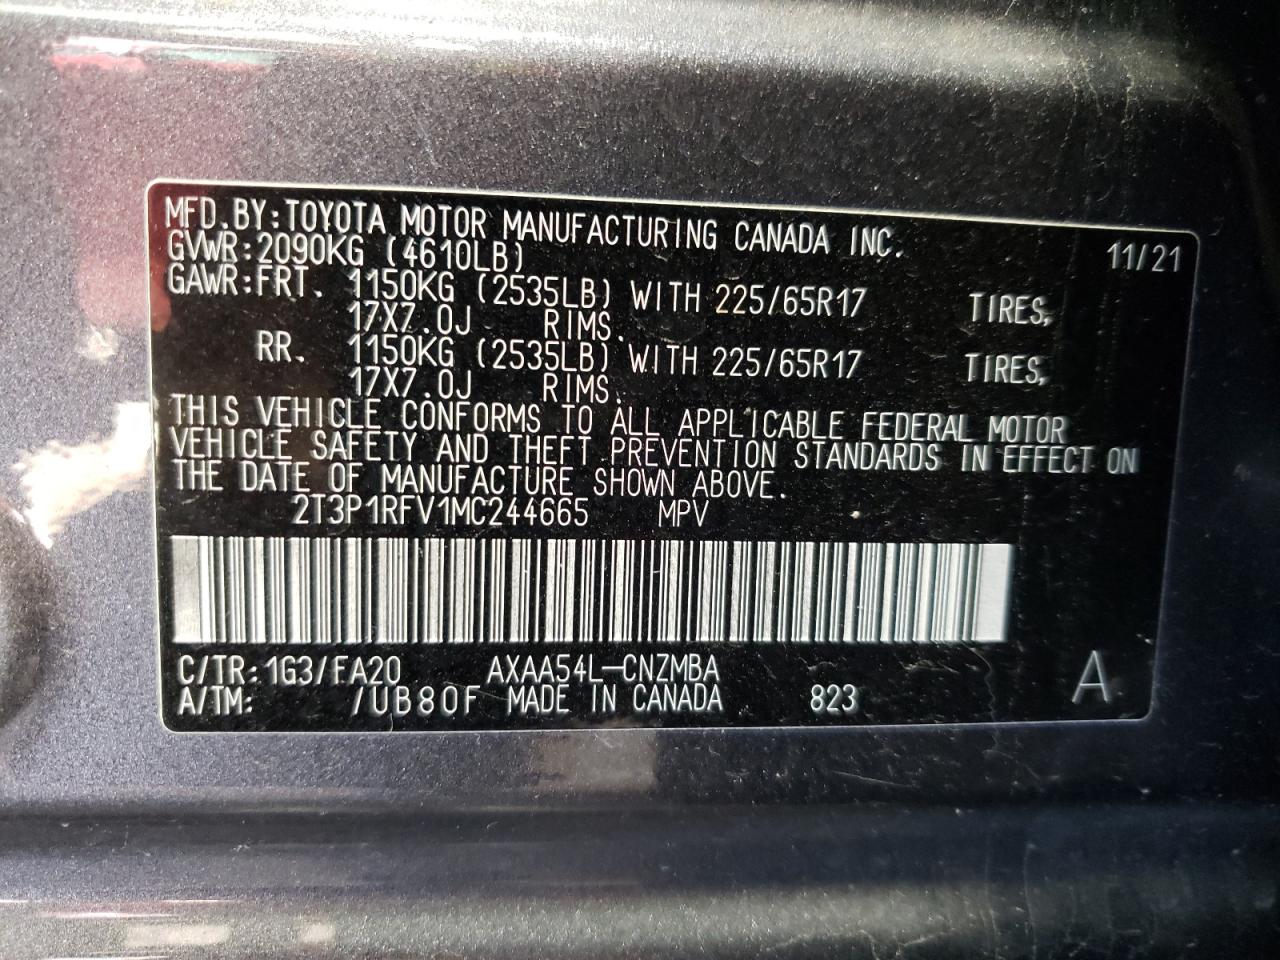 MFD.BY:TOYOTA MOTOR MANUFACTURING CANADA INC.
GVWR:2090KG (4610LB) 11/21
GAWR:FRT. 1150KG (2535LB) WITH 225/65R17 TIRES,
17X7.0J RIMS.
RR. 1150KG (2535LB) WITH 225/65R17 TIRES,
17X7.0J RIMS.
THIS VEHICLE CONFORMS TO ALL APPLICABLE FEDERAL MOTOR
VEHICLE SAFETY AND THEFT PREVENTION STANDARDS IN EFFECT ON
THE DATE OF MANUFACTURE SHOWN ABOVE.
2T3P1RFV1MC244665 MPV
C/TR:1G3/FA20 AXAA54L-CNZMBA
A/TM: /UB80F MADE IN CANADA 823 A